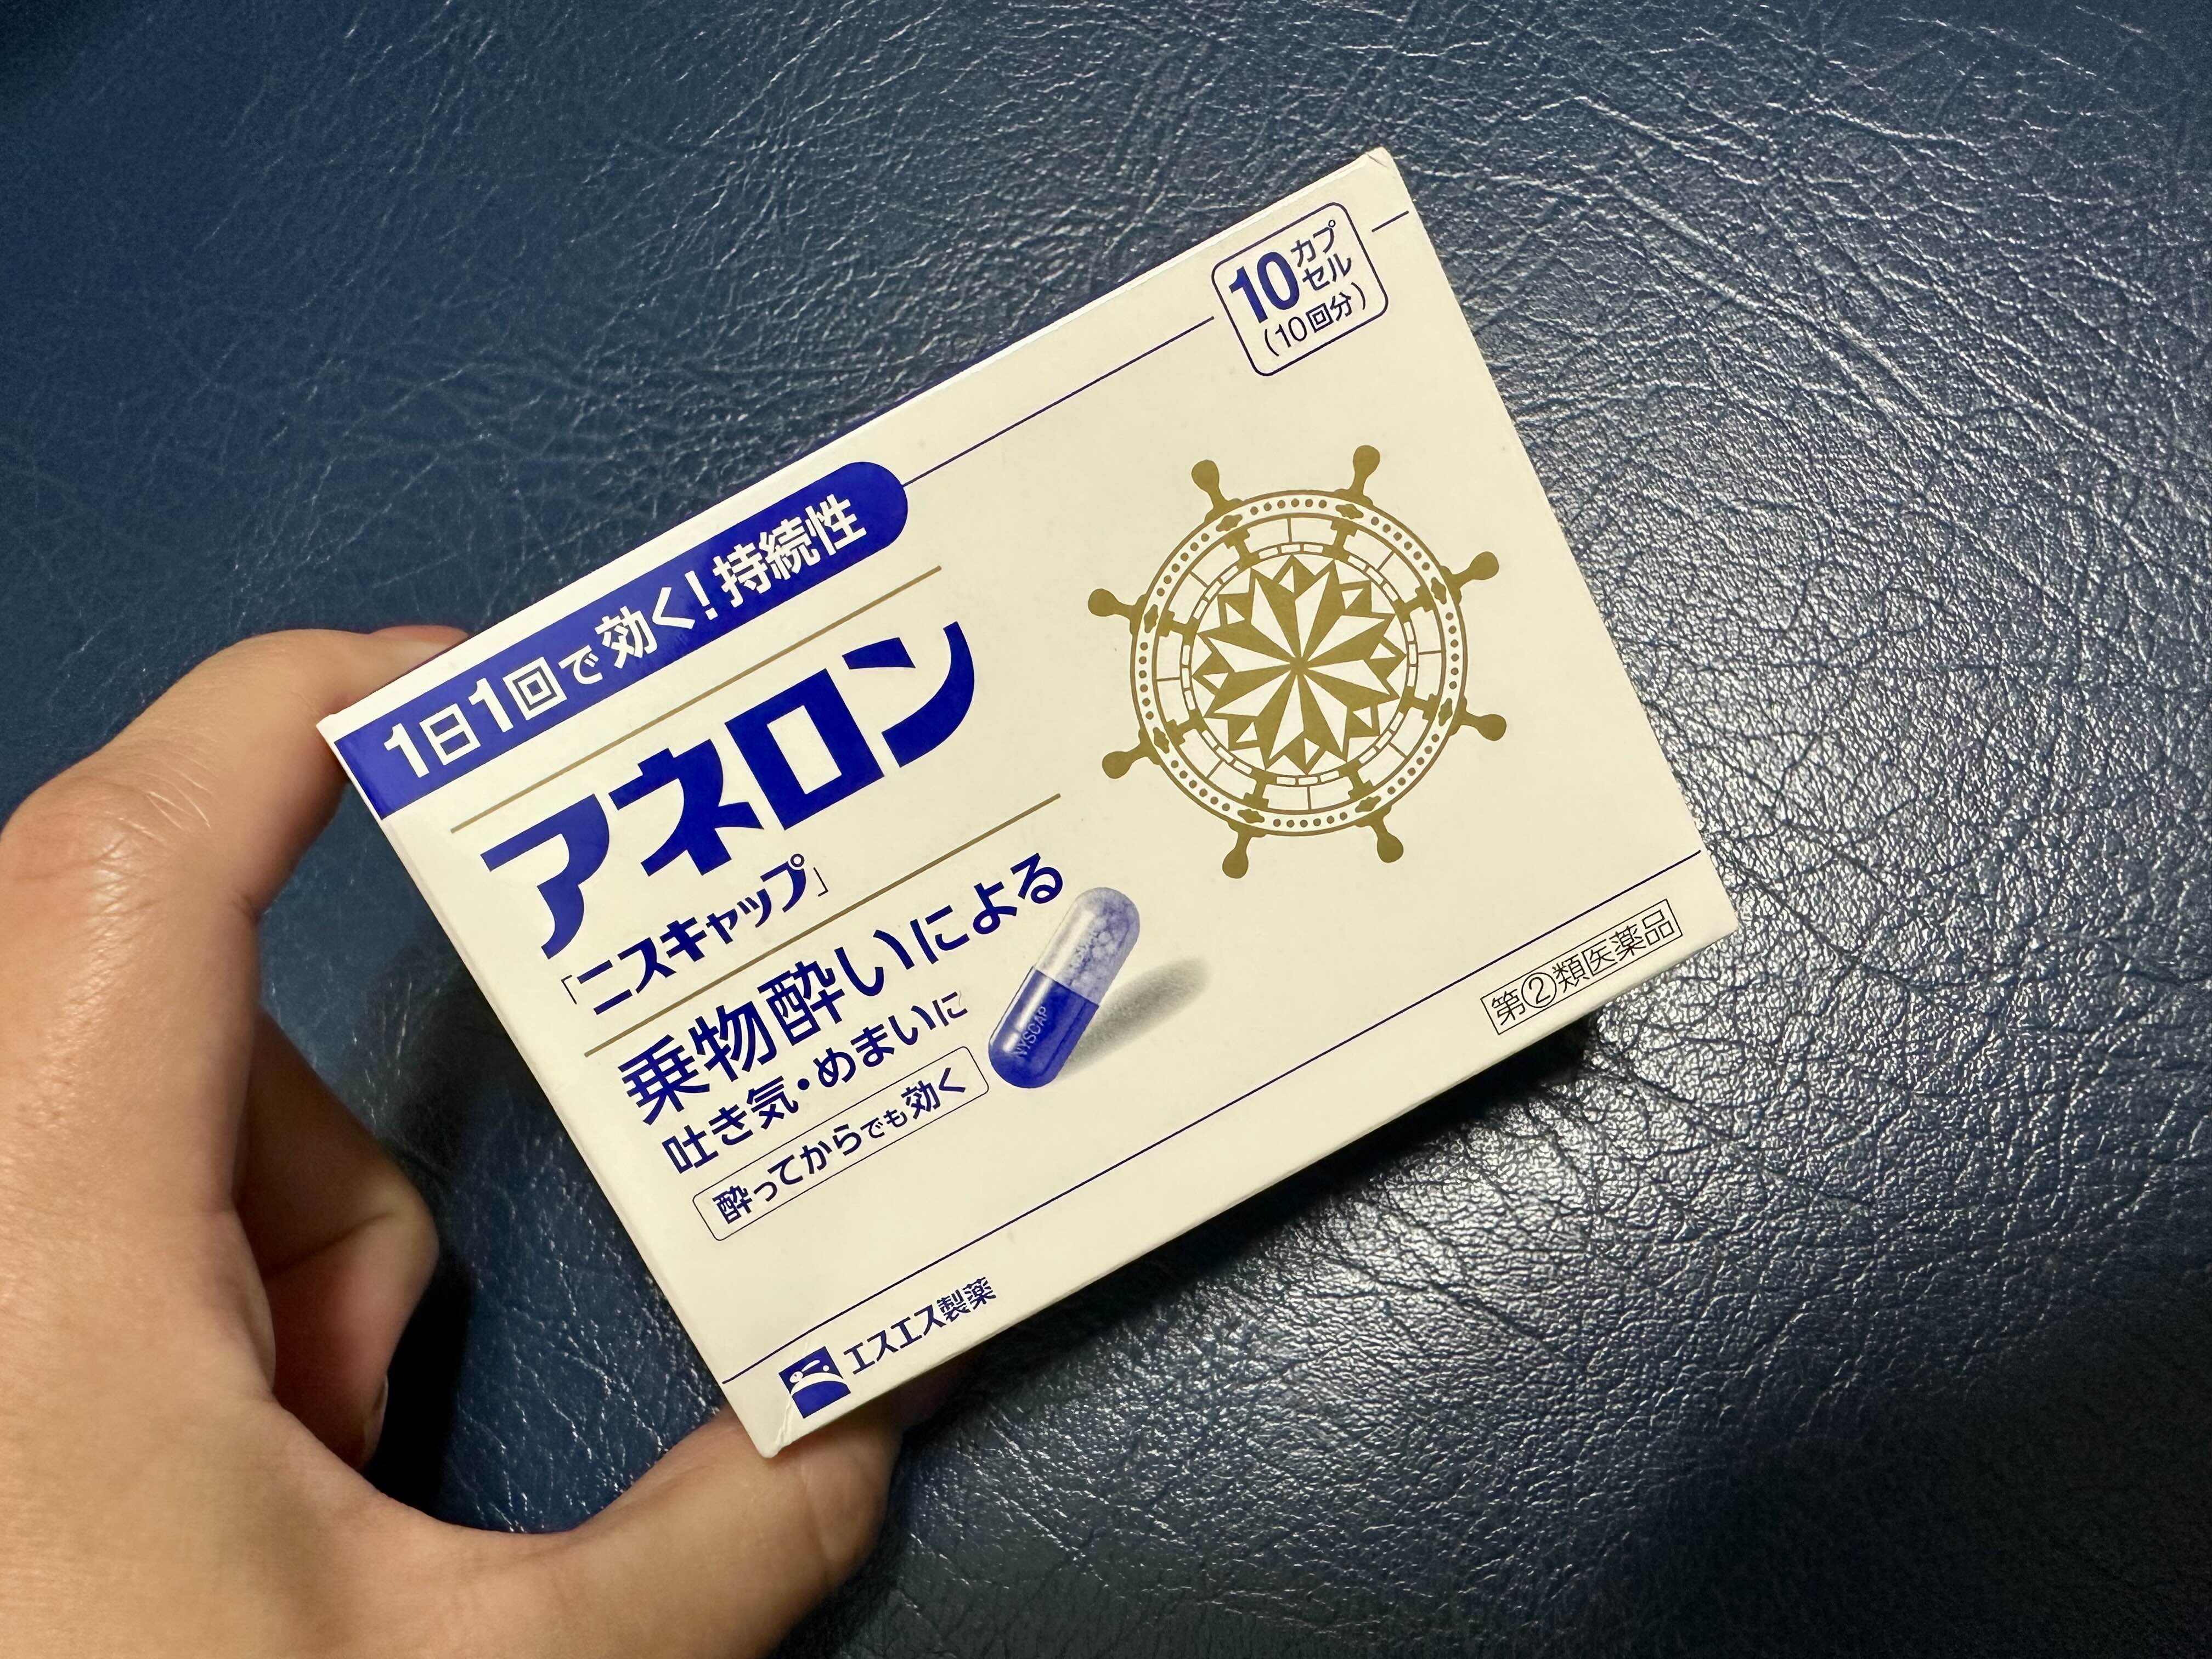 10カプセル
(10回分)
1日1回で効く!持続性
アネロン
「ニスキャップ」
乗物酔いによる
吐き気・めまいに
酔ってからでも効く
NYSCAP
第②類医薬品
エスエス製薬